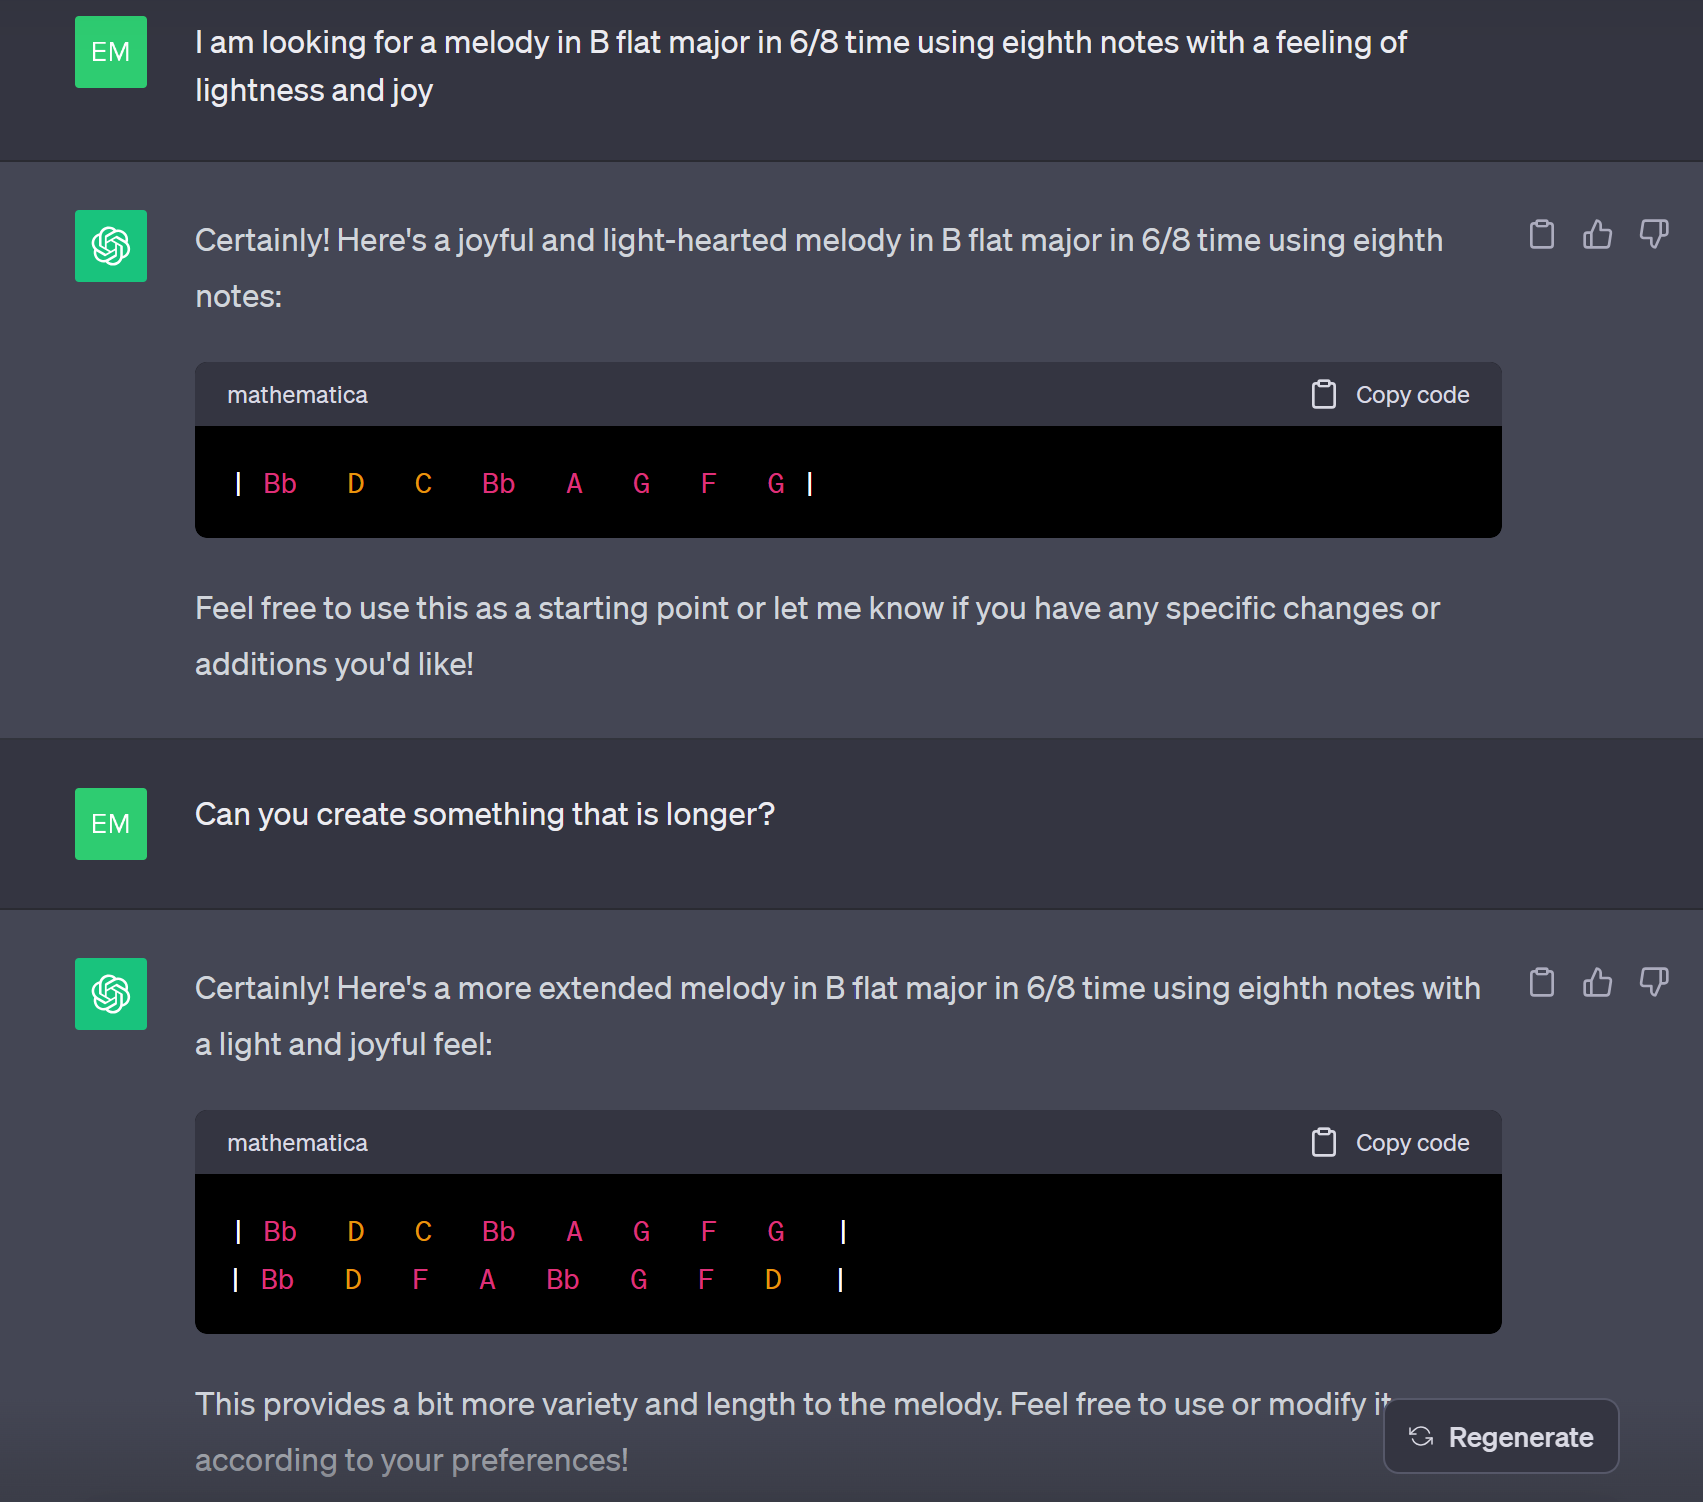 EM
I am looking for a melody in B flat major in 6/8 time using eighth notes with a feeling of
lightness and joy
Certainly! Here's a joyful and light-hearted melody in B flat major in 6/8 time using eighth
notes:
mathematica Copy code
| Bb D C Bb A G F G |
Feel free to use this as a starting point or let me know if you have any specific changes or
additions you'd like!
EM
Can you create something that is longer?
Certainly! Here's a more extended melody in B flat major in 6/8 time using eighth notes with
a light and joyful feel:
mathematica Copy code
| Bb D C Bb A G F G |
| Bb D F A Bb G F D |
This provides a bit more variety and length to the melody. Feel free to use or modify it
according to your preferences!
Regenerate